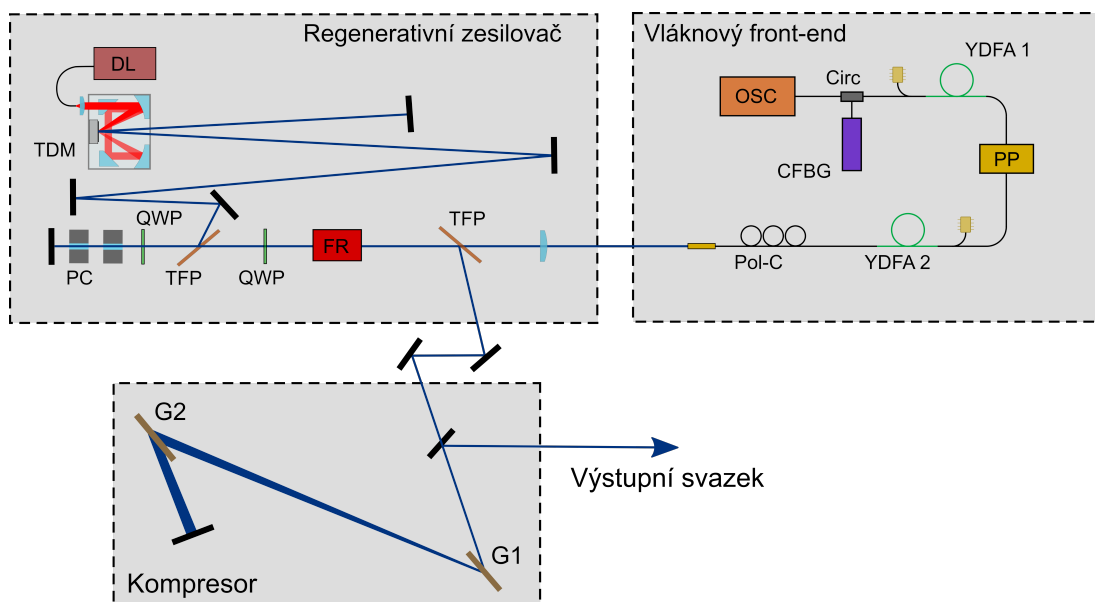 Regenerativní zesilovač
DL
TDM
QWP
TFP
PC
TFP
QWP
FR
Vláknový front-end
YDFA 1
Circ
OSC
CFBG
PP
Pol-C
YDFA 2
G2
Výstupní svazek
G1
Kompresor